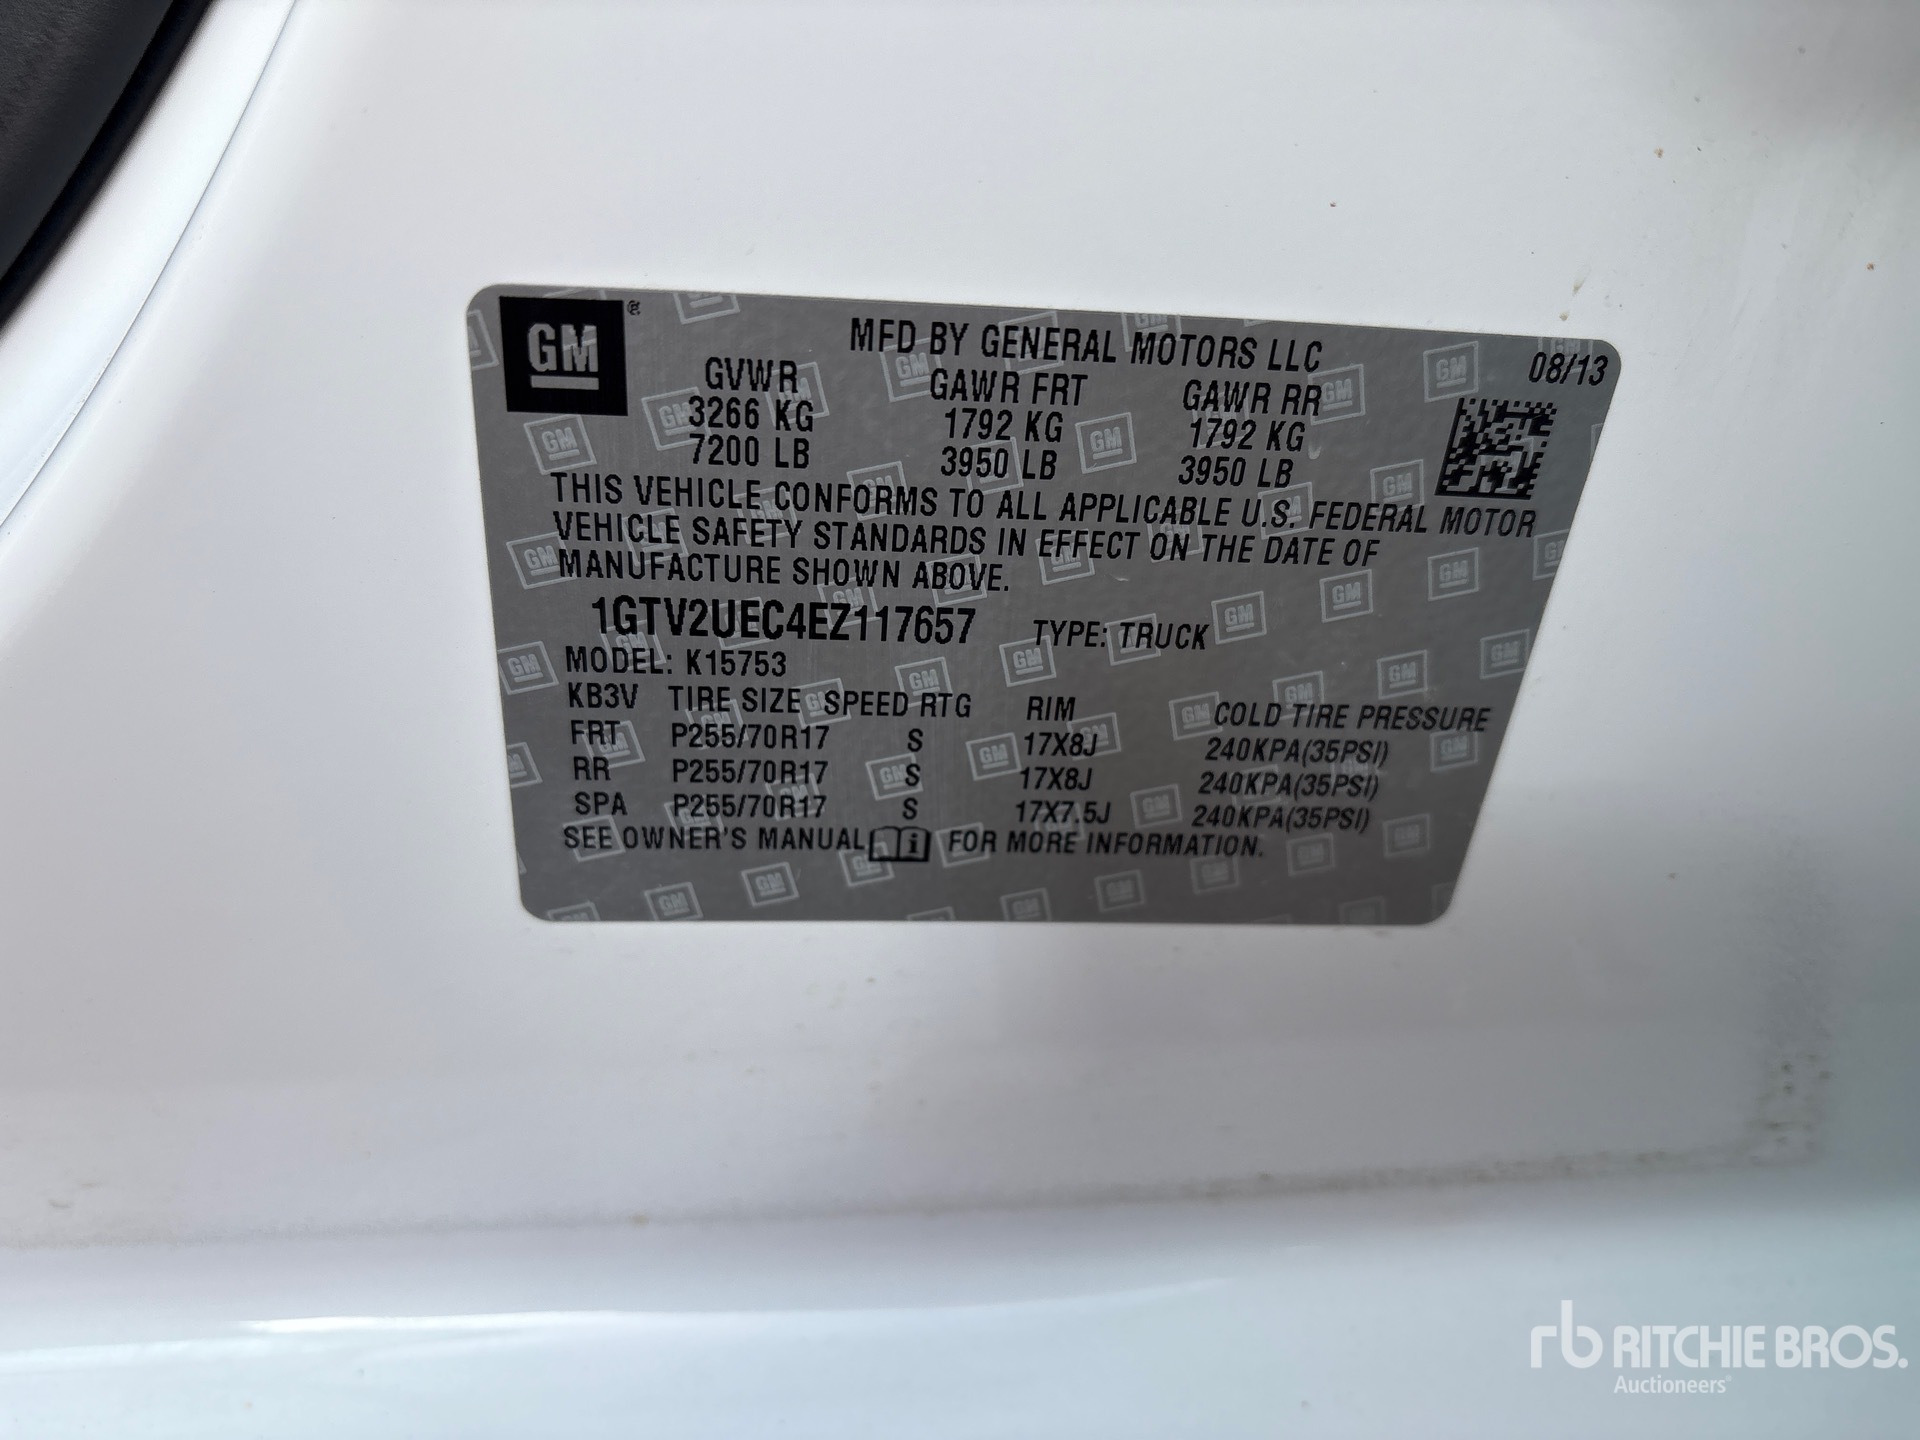 GM
MFD BY GENERAL MOTORS LLC 08/13
GVWR GAWR FRT GAWR RR
3266 KG 1792 KG 1792 KG
7200 LB 3950 LB 3950 LB
THIS VEHICLE CONFORMS TO ALL APPLICABLE U.S. FEDERAL MOTOR
VEHICLE SAFETY STANDARDS IN EFFECT ON THE DATE OF
MANUFACTURE SHOWN ABOVE.
1GTV2UEC4EZ117657 TYPE: TRUCK
MODEL: K15753
KB3V TIRE SIZE SPEED RTG RIM COLD TIRE PRESSURE
FRT P255/70R17 S 17X8J 240KPA(35PSI)
RR P255/70R17 S 17X8J 240KPA(35PSI)
SPA P255/70R17 S 17X7.5J 240KPA(35PSI)
SEE OWNER'S MANUAL i FOR MORE INFORMATION.
rb RITCHIE BROS.
Auctioneers